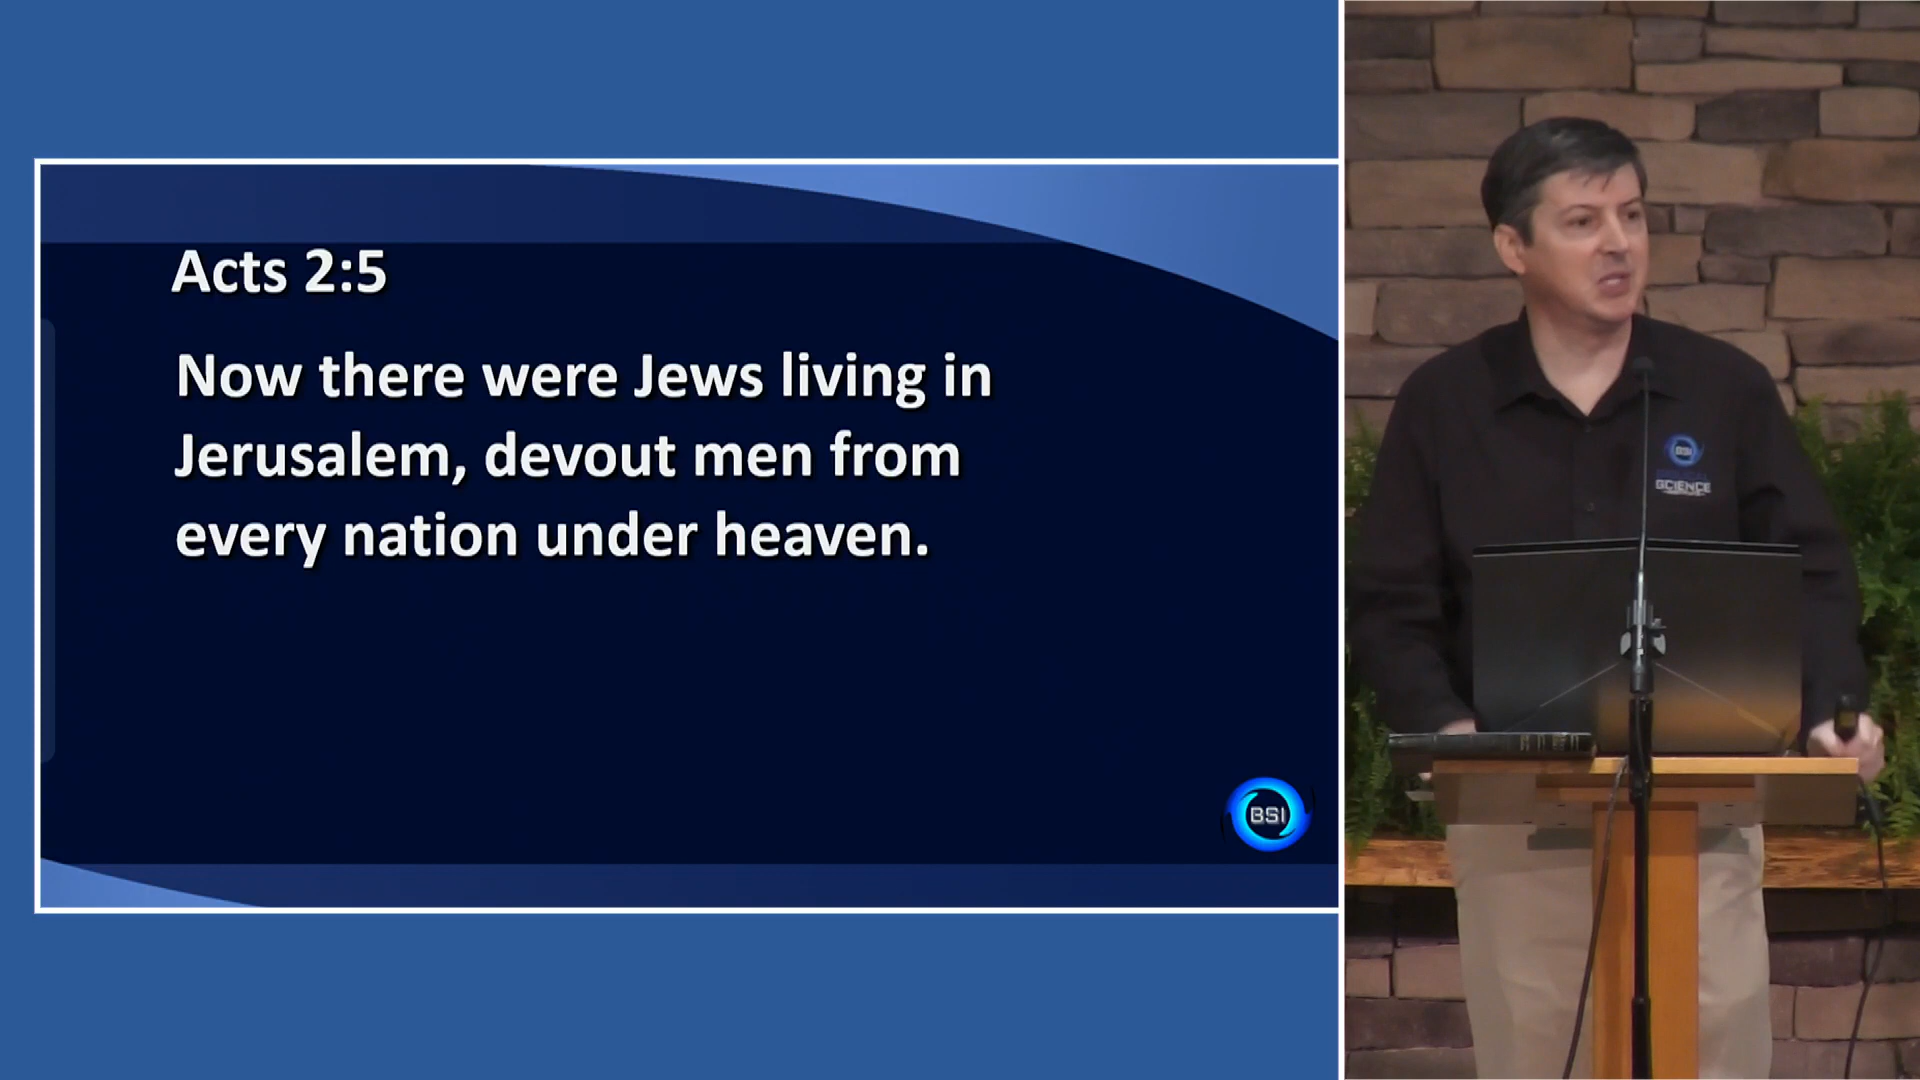 Acts 2:5
Now there were Jews living in
Jerusalem, devout men from
every nation under heaven.
BSI
BSI
SCIENCE